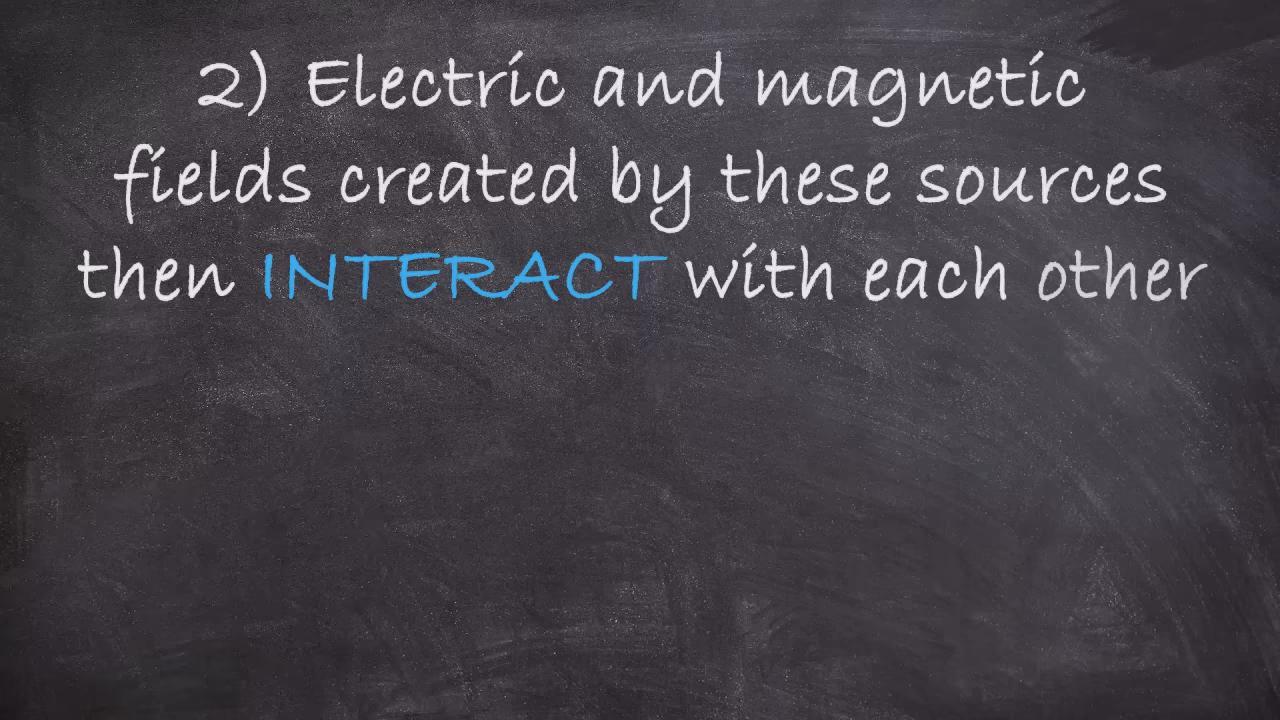 2) Electric and magnetic
fields created by these sources
then INTERACT with each other